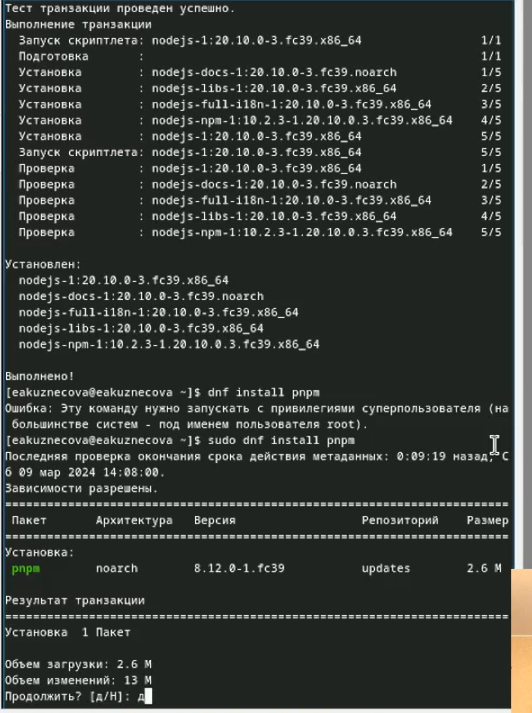 Тест транзакции проведен успешно.
Выполнение транзакции
  Запуск скриптлета: nodejs-1:20.10.0-3.fc39.x86_64                1/1
  Подготовка       :                                               1/1
  Установка        : nodejs-docs-1:20.10.0-3.fc39.noarch           1/5
  Установка        : nodejs-libs-1:20.10.0-3.fc39.x86_64           2/5
  Установка        : nodejs-full-i18n-1:20.10.0-3.fc39.x86_64      3/5
  Установка        : nodejs-npm-1:10.2.3-1.20.10.0.3.fc39.x86_64   4/5
  Установка        : nodejs-1:20.10.0-3.fc39.x86_64                5/5
  Запуск скриптлета: nodejs-1:20.10.0-3.fc39.x86_64                5/5
  Проверка         : nodejs-1:20.10.0-3.fc39.x86_64                1/5
  Проверка         : nodejs-docs-1:20.10.0-3.fc39.noarch           2/5
  Проверка         : nodejs-full-i18n-1:20.10.0-3.fc39.x86_64      3/5
  Проверка         : nodejs-libs-1:20.10.0-3.fc39.x86_64           4/5
  Проверка         : nodejs-npm-1:10.2.3-1.20.10.0.3.fc39.x86_64   5/5
Установлен:
  nodejs-1:20.10.0-3.fc39.x86_64
  nodejs-docs-1:20.10.0-3.fc39.noarch
  nodejs-full-i18n-1:20.10.0-3.fc39.x86_64
  nodejs-libs-1:20.10.0-3.fc39.x86_64
  nodejs-npm-1:10.2.3-1.20.10.0.3.fc39.x86_64
Выполнено!
[eakuznecova@eakuznecova ~]$ dnf install pnpm
Ошибка: Эту команду нужно запускать с привилегиями суперпользователя (на
 большинстве систем - под именем пользователя root).
[eakuznecova@eakuznecova ~]$ sudo dnf install pnpm
Последняя проверка окончания срока действия метаданных: 0:09:19 назад, С
б 09 мар 2024 14:08:00.
Зависимости разрешены.
========================================================================
 Пакет       Архитектура   Версия                  Репозиторий    Размер
========================================================================
Установка:
 pnpm        noarch        8.12.0-1.fc39           updates        2.6 M
Результат транзакции
========================================================================
Установка  1 Пакет
Объем загрузки: 2.6 M
Объем изменений: 13 M
Продолжить? [д/Н]: д